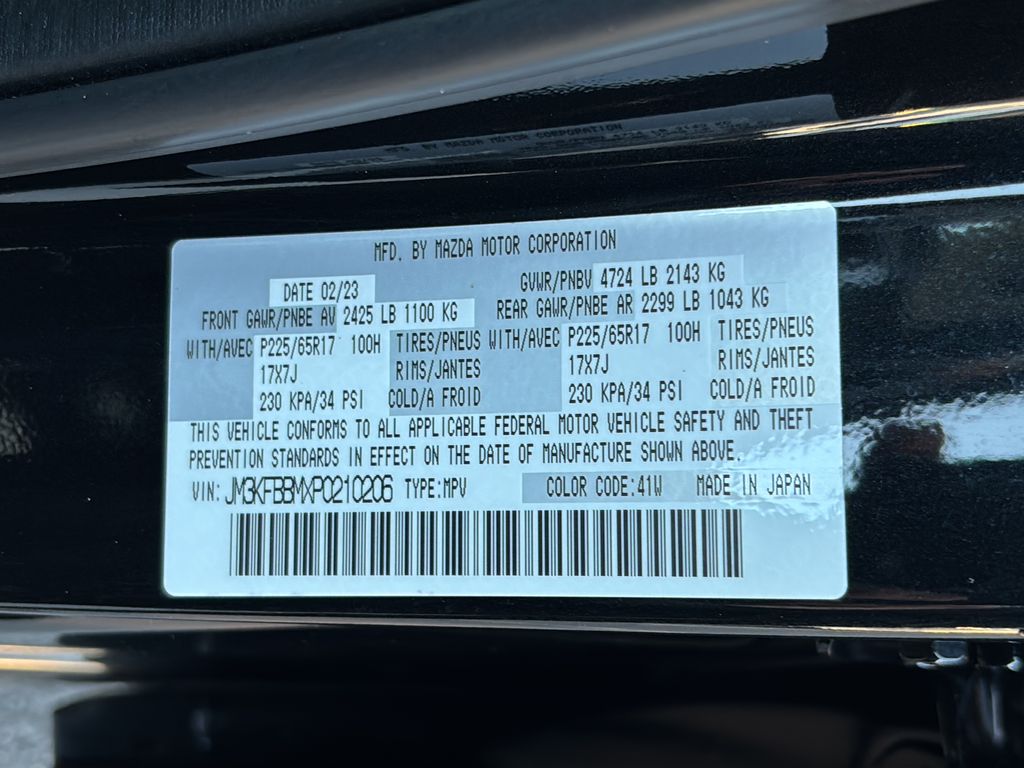 MFD. BY MAZDA MOTOR CORPORATION
DATE 02/23 GVWR/PNBV 4724 LB 2143 KG
FRONT GAWR/PNBE AV 2425 LB 1100 KG REAR GAWR/PNBE AR 2299 LB 1043 KG
WITH/AVEC P225/65R17 100H TIRES/PNEUS WITH/AVEC P225/65R17 100H TIRES/PNEUS
17X7J RIMS/JANTES 17X7J RIMS/JANTES
230 KPA/34 PSI COLD/A FROID 230 KPA/34 PSI COLD/A FROID
THIS VEHICLE CONFORMS TO ALL APPLICABLE FEDERAL MOTOR VEHICLE SAFETY AND THEFT
PREVENTION STANDARDS IN EFFECT ON THE DATE OF MANUFACTURE SHOWN ABOVE.
VIN: JM3KFBBMXP0210206 TYPE:MPV COLOR CODE:41W MADE IN JAPAN